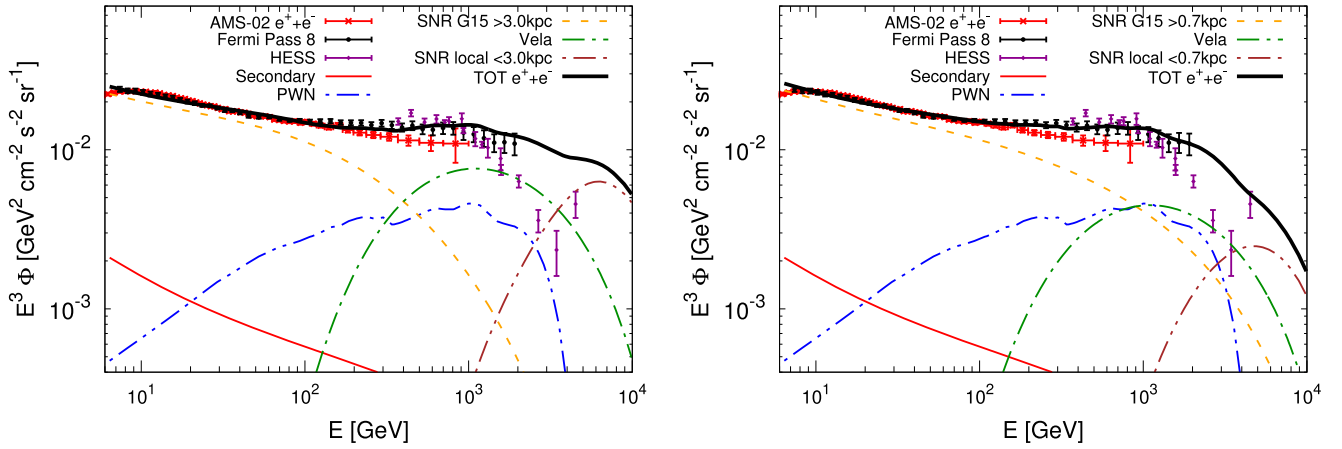 AMS-02 e⁺+e⁻
Fermi Pass 8
HESS
Secondary
PWN
SNR G15 >3.0kpc
Vela
SNR local <3.0kpc
TOT e⁺+e⁻
E³ Φ [GeV² cm⁻² s⁻² sr⁻¹]
10⁻²
10⁻³
10¹ 10² 10³ 10⁴
E [GeV]
AMS-02 e⁺+e⁻
Fermi Pass 8
HESS
Secondary
PWN
SNR G15 >0.7kpc
Vela
SNR local <0.7kpc
TOT e⁺+e⁻
E³ Φ [GeV² cm⁻² s⁻² sr⁻¹]
10⁻²
10⁻³
10¹ 10² 10³ 10⁴
E [GeV]